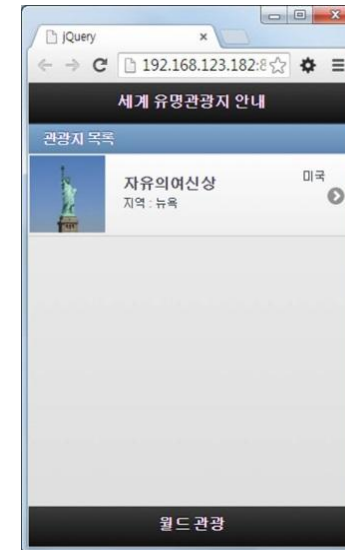 jQuery
192.168.123.182:8
세계 유명관광지 안내
관광지 목록
자유의여신상
미국
지역 : 뉴욕
월드 관광